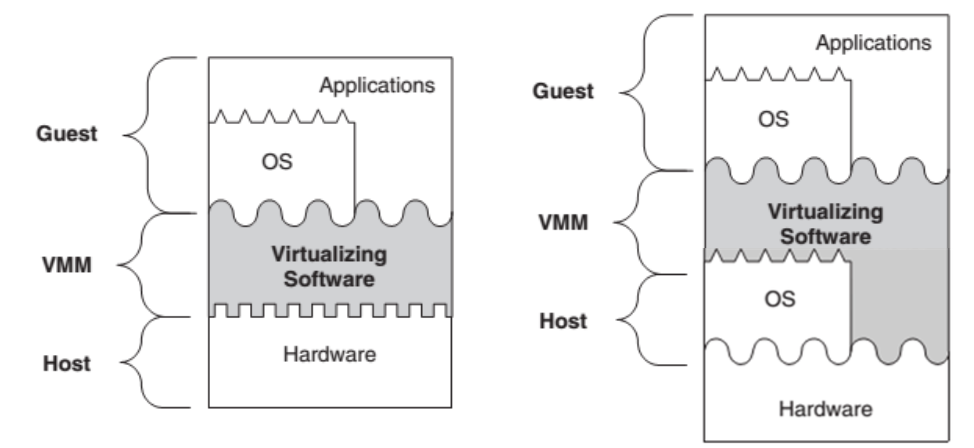 Applications
Guest
OS
Virtualizing
Software
VMM
Host
Hardware
Applications
Guest
OS
Virtualizing
Software
VMM
OS
Host
Hardware